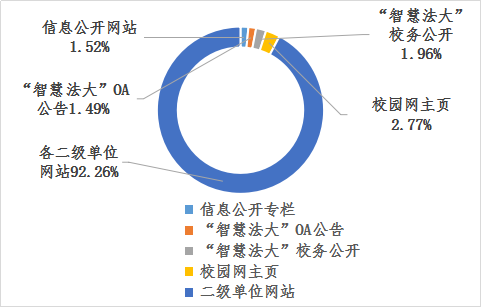 信息公开网站
1.52%
“智慧法大”
校务公开
1.96%
“智慧法大”OA
公告1.49%
校园网主页
2.77%
各二级单位
网站92.26%
信息公开专栏
“智慧法大”OA公告
“智慧法大”校务公开
校园网主页
二级单位网站